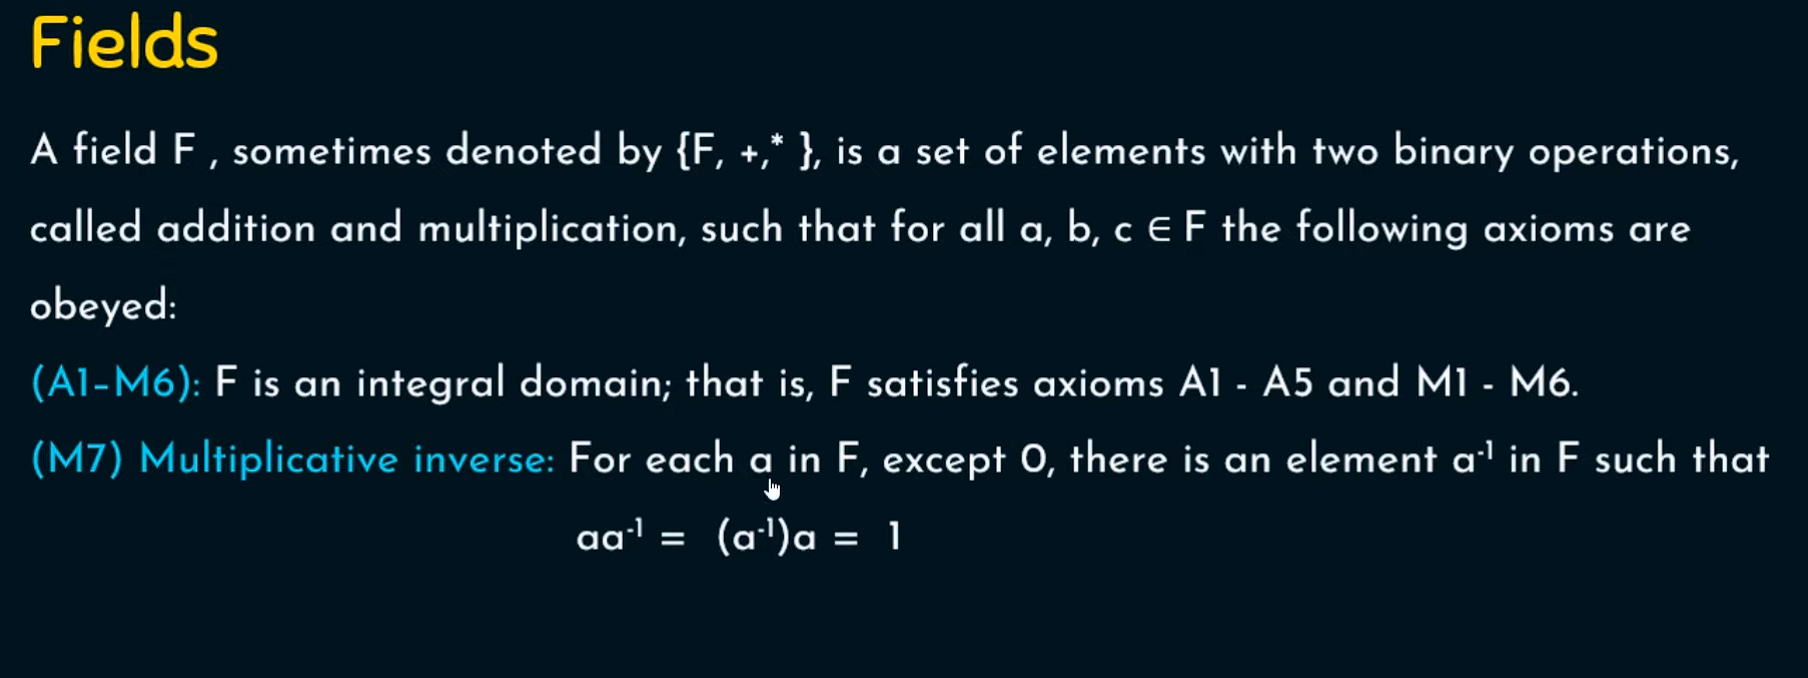 Fields
A field F , sometimes denoted by {F, +,* }, is a set of elements with two binary operations,
called addition and multiplication, such that for all a, b, c ∈ F the following axioms are
obeyed:
(A1–M6): F is an integral domain; that is, F satisfies axioms A1 - A5 and M1 - M6.
(M7) Multiplicative inverse: For each a in F, except 0, there is an element a⁻¹ in F such that
aa⁻¹ = (a⁻¹)a = 1